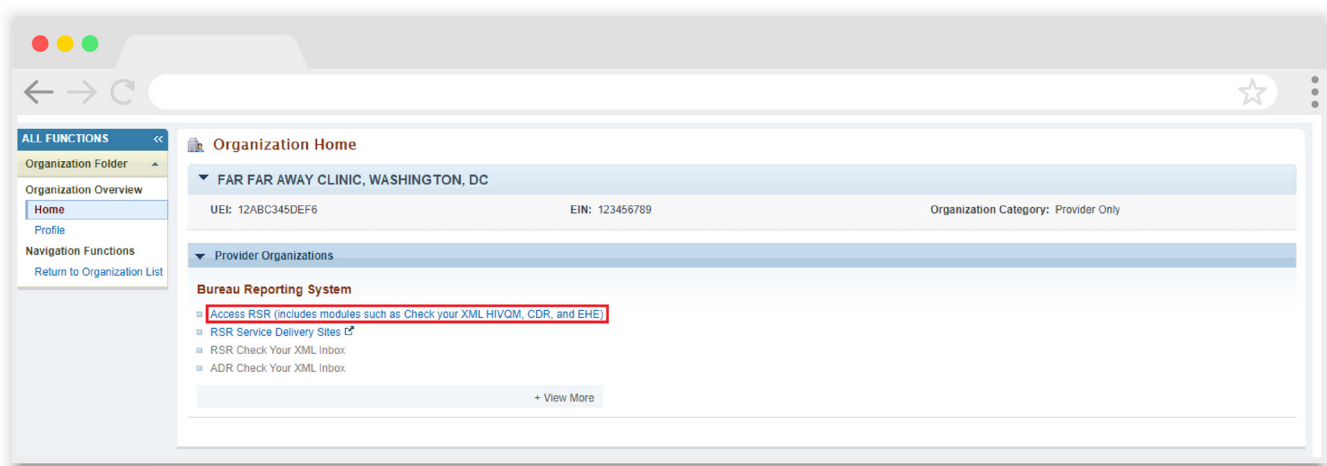 ALL FUNCTIONS «
Organization Folder
Organization Overview
Home
Profile
Navigation Functions
Return to Organization List
Organization Home
FAR FAR AWAY CLINIC, WASHINGTON, DC
UEI: 12ABC345DEF6 EIN: 123456789 Organization Category: Provider Only
Provider Organizations
Bureau Reporting System
Access RSR (includes modules such as Check your XML HIVQM, CDR, and EHE)
RSR Service Delivery Sites
RSR Check Your XML Inbox
ADR Check Your XML Inbox
+ View More